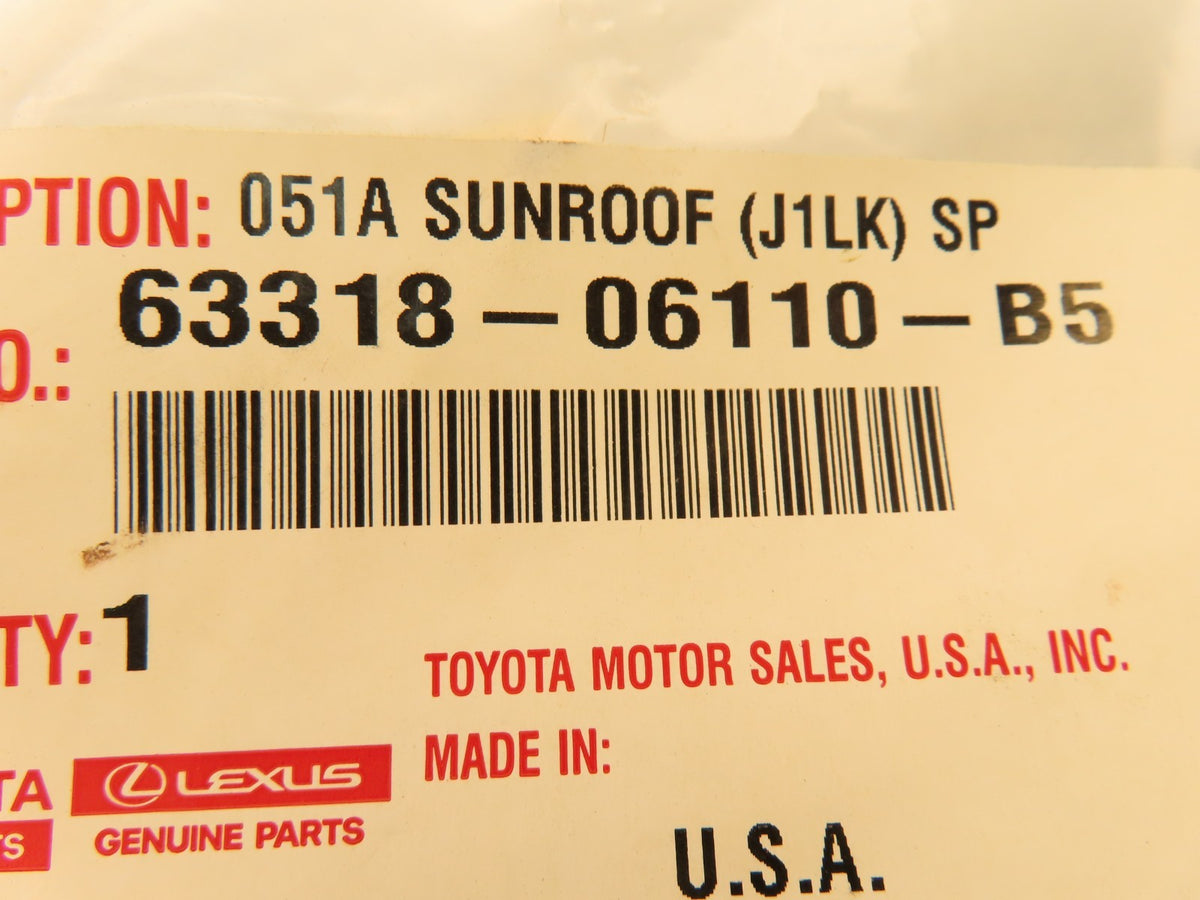 PTION: 051A SUNROOF (J1LK) SP
O.: 63318-06110-B5
TY: 1
TOYOTA MOTOR SALES, U.S.A., INC.
MADE IN:
U.S.A.
TA
TS
LEXUS
GENUINE PARTS